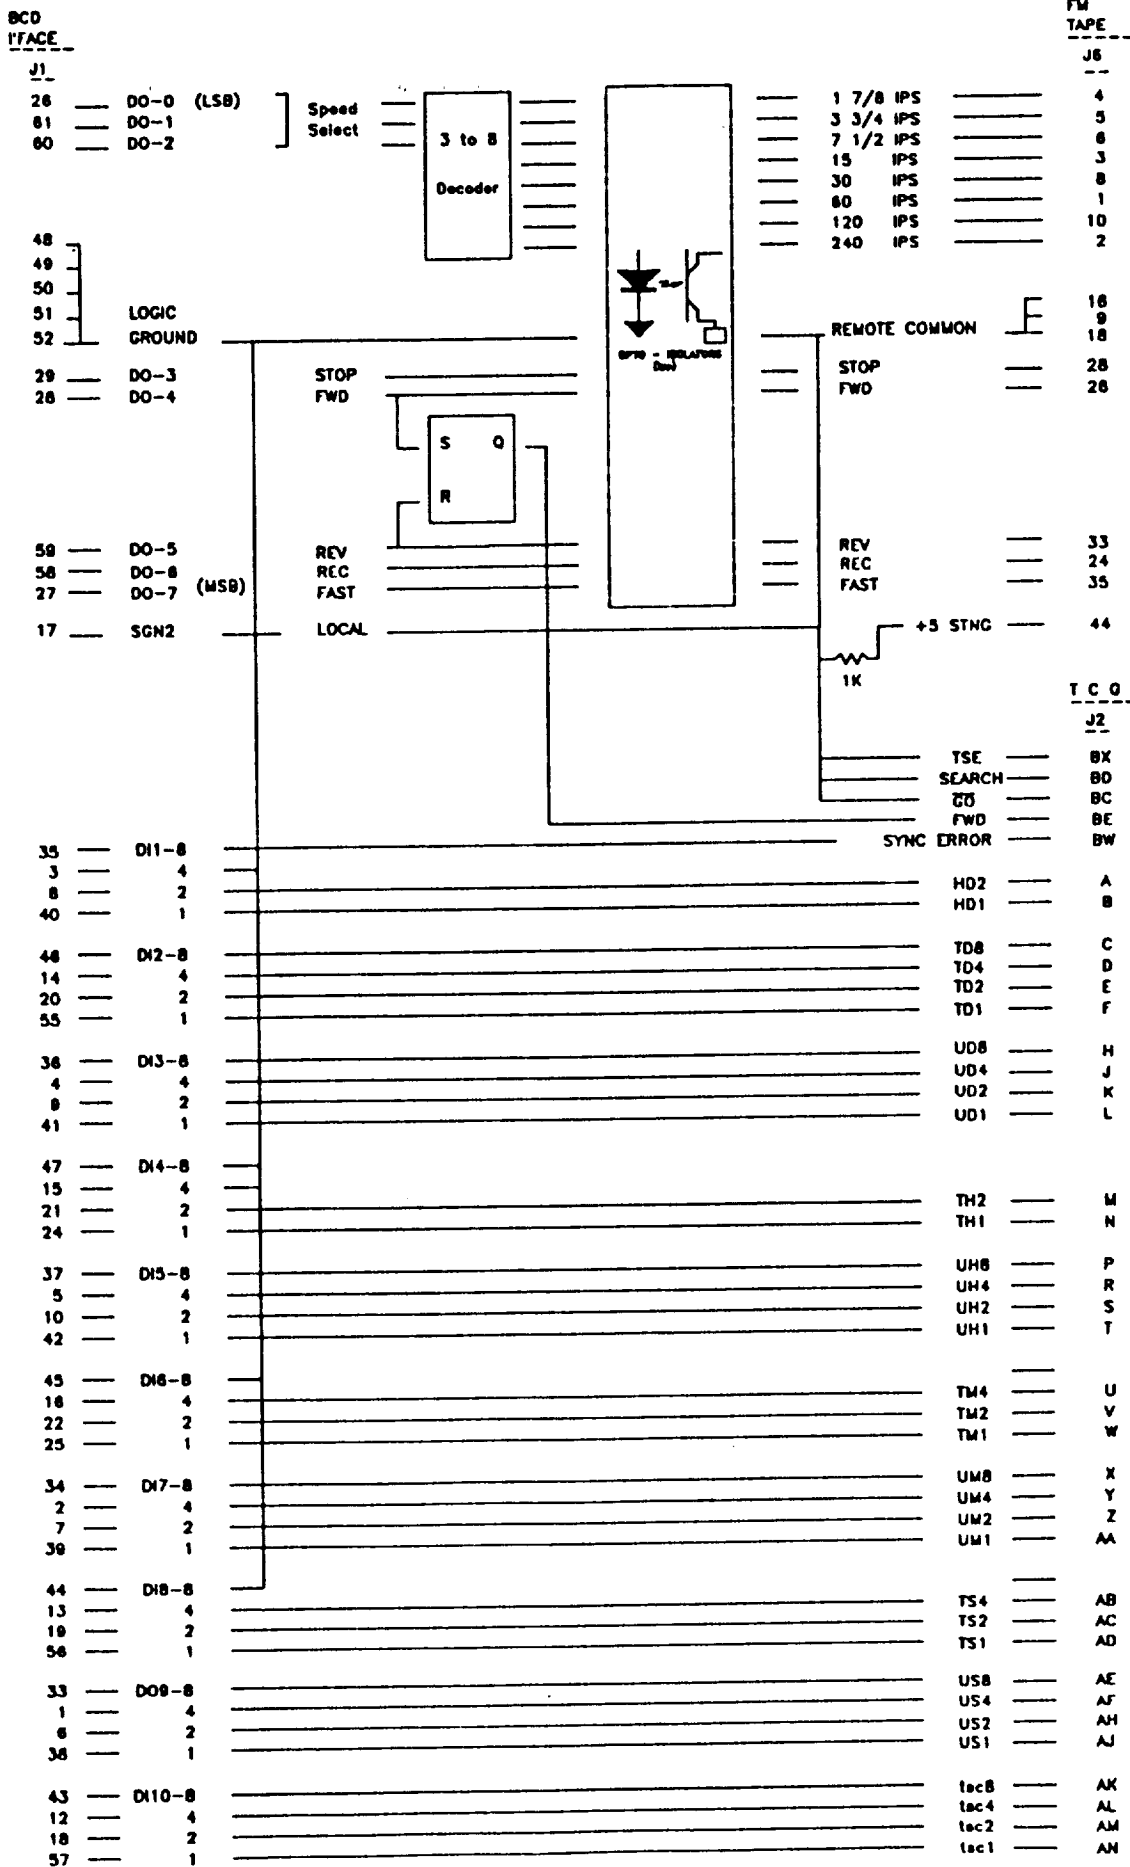 BCD FM
I'FACE TAPE
J1 J6
26 DO-0 (LSB) 1 7/8 IPS 4
61 DO-1 Speed 3 3/4 IPS 5
60 DO-2 Select 3 to 8 7 1/2 IPS 6
15 IPS 3
Decoder 30 IPS 8
60 IPS 1
120 IPS 10
48 240 IPS 2
49
50
51 LOGIC 16
9
52 GROUND REMOTE COMMON 18
OPTO - ISOLATORS
29 DO-3 STOP STOP 28
28 DO-4 FWD FWD 26
S Q
R
59 DO-5 REV REV 33
58 DO-6 REC REC 24
27 DO-7 (MSB) FAST FAST 35
17 SGN2 LOCAL +5 STNG 44
1K
T C G
J2
TSE BX
SEARCH BD
GO BC
FWD BE
35 DI1-8 SYNC ERROR BW
3 4
8 2 HD2 A
40 1 HD1 B
46 DI2-8 TD8 C
14 4 TD4 D
20 2 TD2 E
55 1 TD1 F
36 DI3-8 UD8 H
4 4 UD4 J
9 2 UD2 K
41 1 UD1 L
47 DI4-8
15 4
21 2 TH2 M
24 1 TH1 N
37 DI5-8 UH8 P
5 4 UH4 R
10 2 UH2 S
42 1 UH1 T
45 DI6-8
16 4 TM4 U
22 2 TM2 V
25 1 TM1 W
34 DI7-8 UM8 X
2 4 UM4 Y
7 2 UM2 Z
39 1 UM1 AA
44 DI8-8
13 4 TS4 AB
19 2 TS2 AC
56 1 TS1 AD
33 DO9-8 US8 AE
1 4 US4 AF
6 2 US2 AH
38 1 US1 AJ
43 DI10-8 tsc8 AK
12 4 tsc4 AL
18 2 tsc2 AM
57 1 tsc1 AN